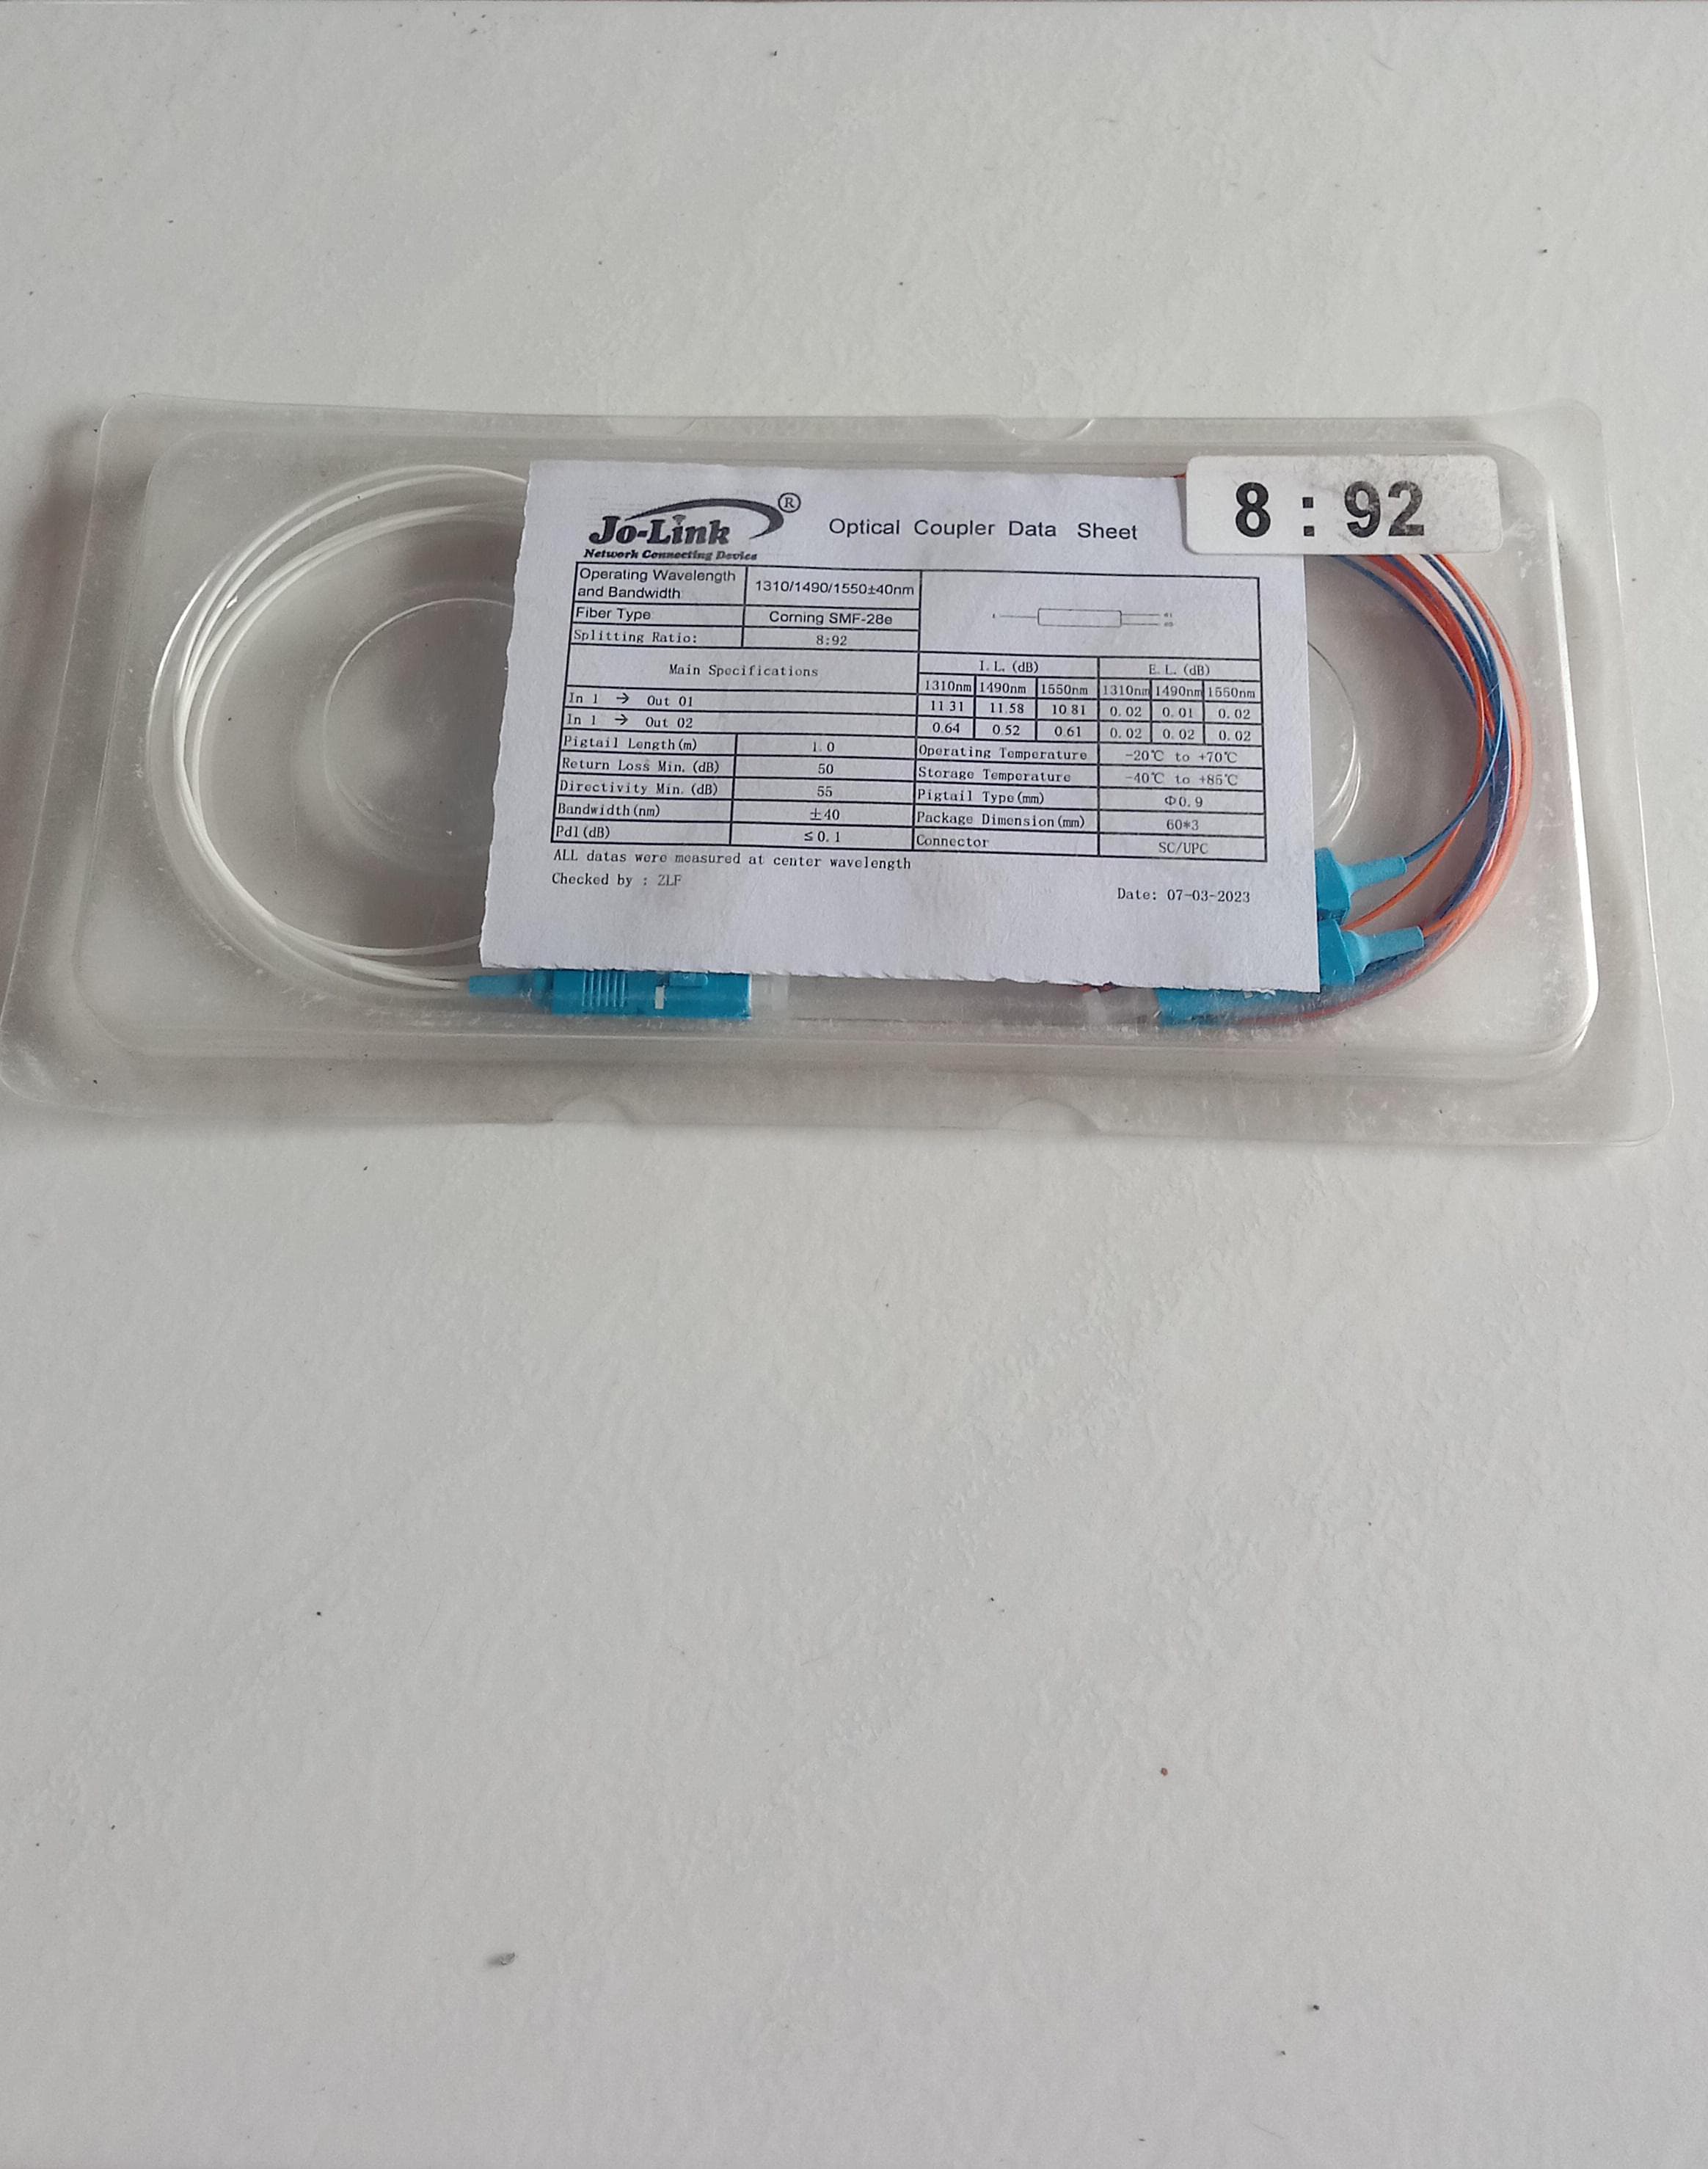 8 : 92
Jo-Link ®
Network Connecting Device
Optical Coupler Data Sheet
Operating Wavelength and Bandwidth 1310/1490/1550±40nm
Fiber Type Corning SMF-28e
Splitting Ratio: 8:92
Main Specifications I.L. (dB) E.L. (dB)
1310nm 1490nm 1550nm 1310nm 1490nm 1550nm
In 1 → Out 01 11.31 11.58 10.81 0.02 0.01 0.02
In 1 → Out 02 0.64 0.52 0.61 0.02 0.02 0.02
Pigtail Length(m) 1.0 Operating Temperature -20℃ to +70℃
Return Loss Min. (dB) 50 Storage Temperature -40℃ to +85℃
Directivity Min. (dB) 55 Pigtail Type(mm) Φ0.9
Bandwidth(nm) ±40 Package Dimension(mm) 60*3
Pdl(dB) ≤0.1 Connector SC/UPC
ALL datas were measured at center wavelength
Checked by : ZLF
Date: 07-03-2023